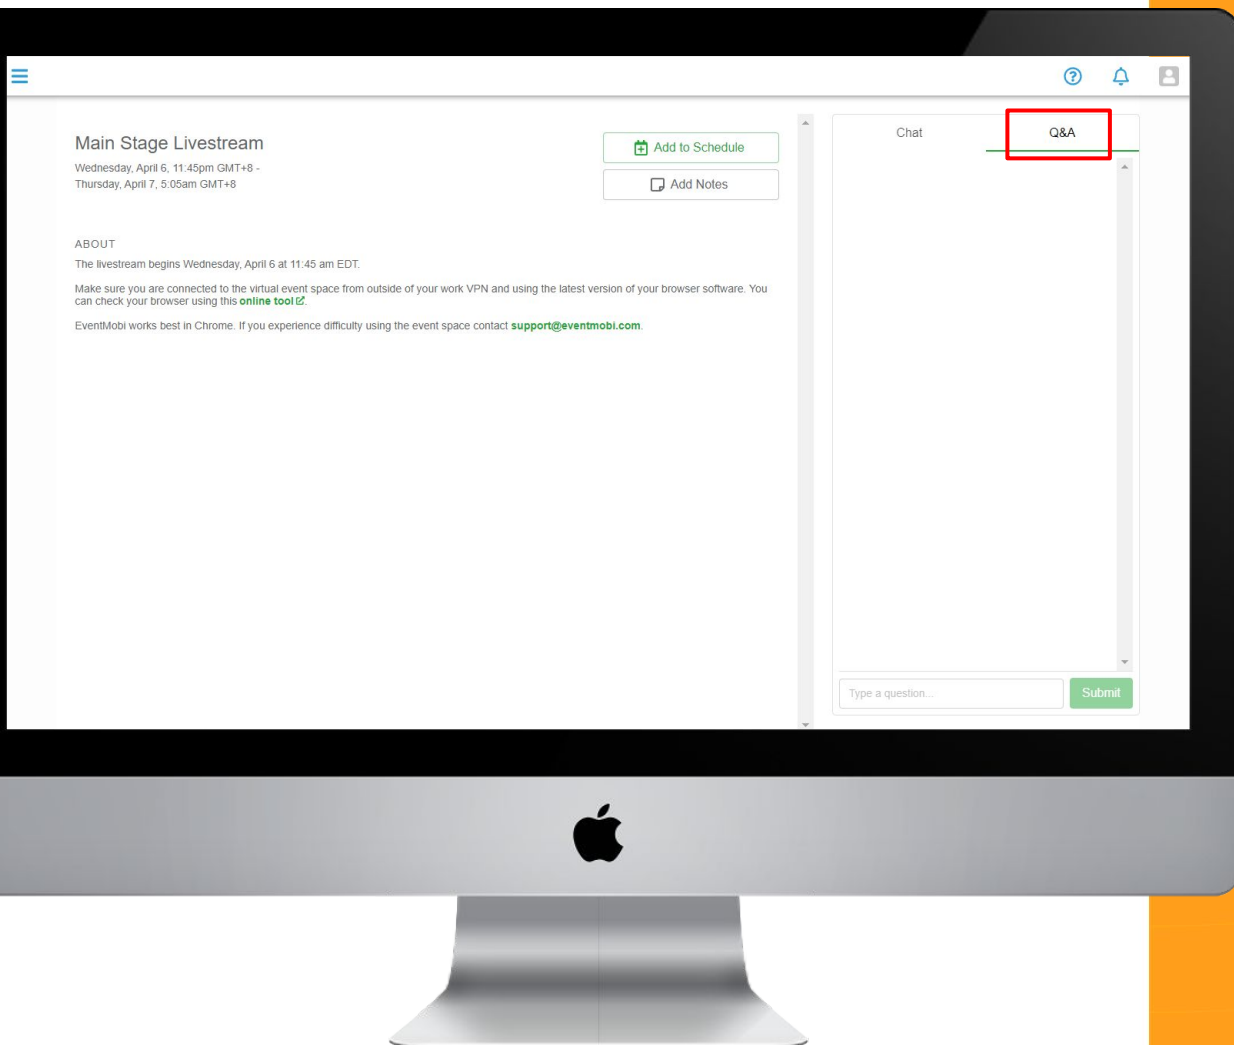 Main Stage Livestream
Wednesday, April 6, 11:45pm GMT+8 -
Thursday, April 7, 5:05am GMT+8
Add to Schedule
Add Notes
ABOUT
The livestream begins Wednesday, April 6 at 11:45 am EDT.
Make sure you are connected to the virtual event space from outside of your work VPN and using the latest version of your browser software. You
can check your browser using this online tool.
EventMobi works best in Chrome. If you experience difficulty using the event space contact support@eventmobi.com.
Chat Q&A
Type a question... Submit